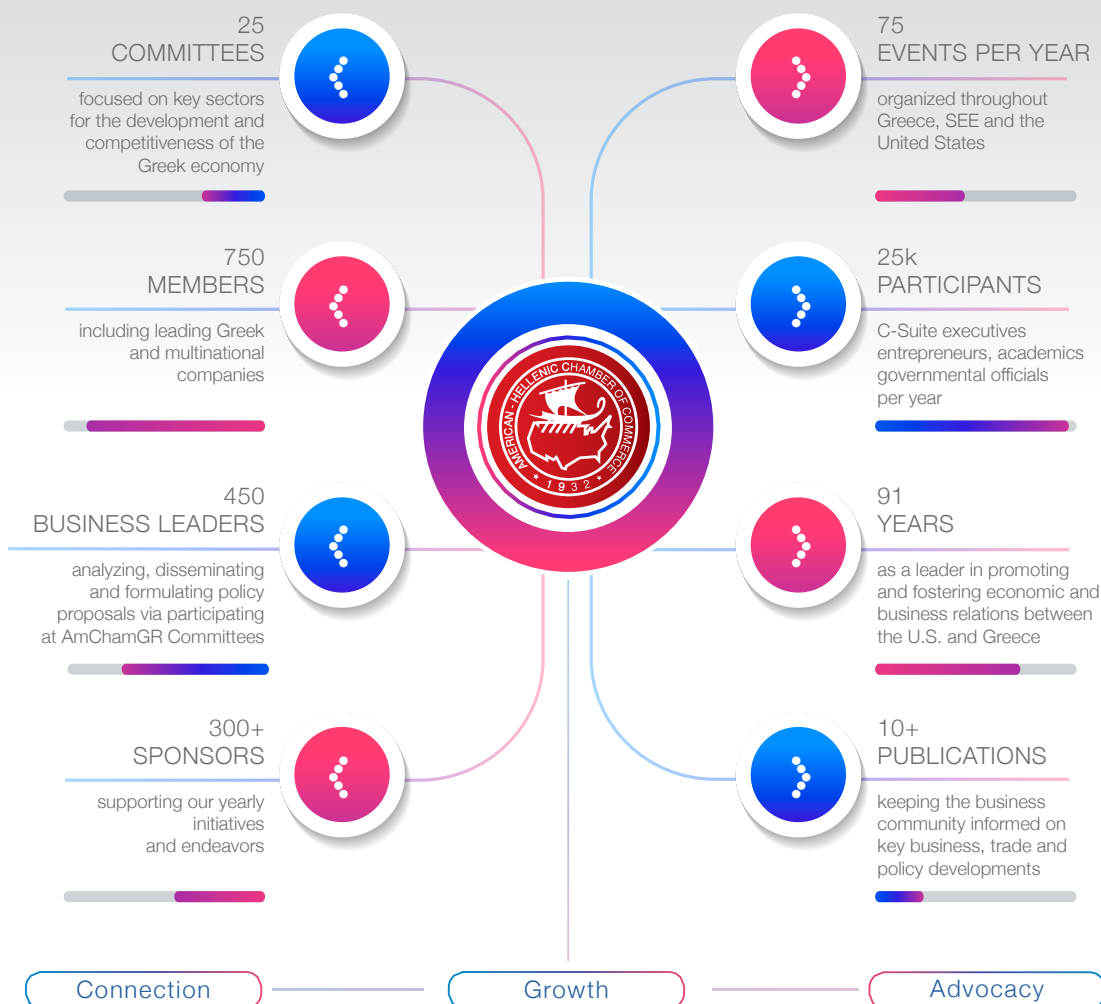 25
COMMITTEES
focused on key sectors
for the development and
competitiveness of the
Greek economy
750
MEMBERS
including leading Greek
and multinational
companies
450
BUSINESS LEADERS
analyzing, disseminating
and formulating policy
proposals via participating
at AmChamGR Committees
300+
SPONSORS
supporting our yearly
initiatives
and endeavors
AMERICAN - HELLENIC CHAMBER OF COMMERCE
* 1932 *
75
EVENTS PER YEAR
organized throughout
Greece, SEE and the
United States
25k
PARTICIPANTS
C-Suite executives
entrepreneurs, academics
governmental officials
per year
91
YEARS
as a leader in promoting
and fostering economic and
business relations between
the U.S. and Greece
10+
PUBLICATIONS
keeping the business
community informed on
key business, trade and
policy developments
Connection
Growth
Advocacy